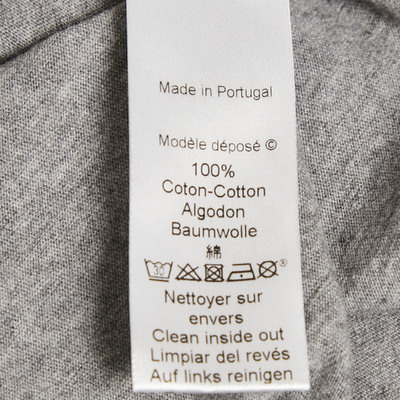 Made in Portugal
Modèle déposé ©
100%
Coton-Cotton
Algodon
Baumwolle
綿
30 ®
Nettoyer sur
envers
Clean inside out
Limpiar del revés
Auf links reinigen